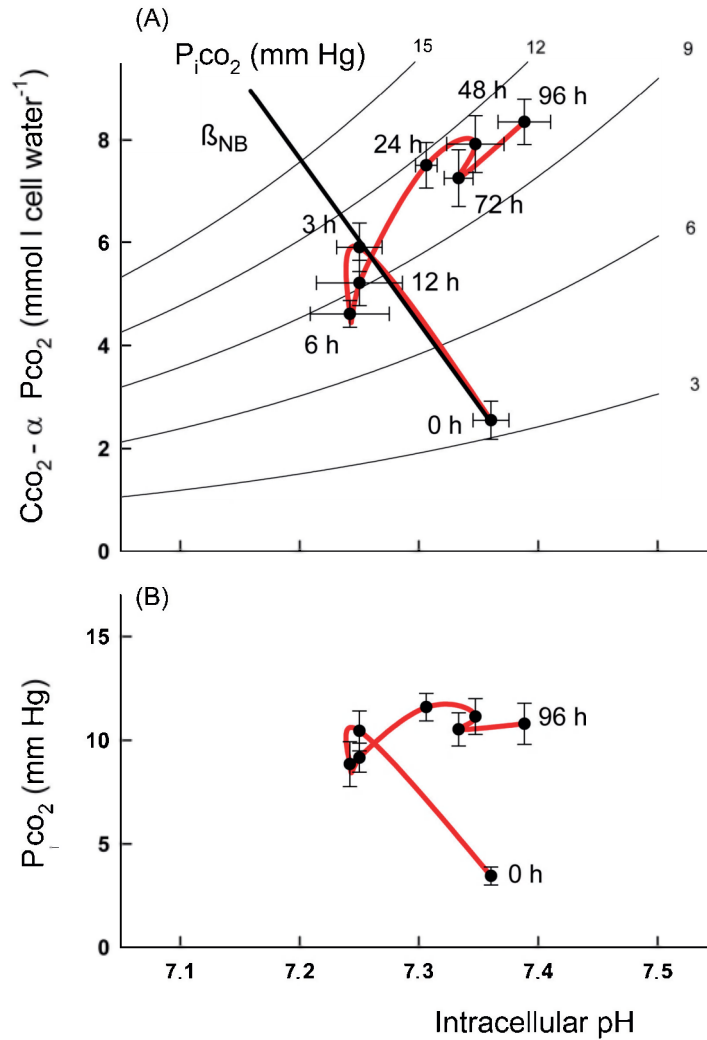 (A)
15
12
9
PᵢCO₂ (mm Hg)
48 h
96 h
ßNB
24 h
8
72 h
3 h
6
6
12 h
6 h
4
3
0 h
2
0
Cco₂ - α Pco₂ (mmol l cell water⁻¹)
(B)
15
96 h
10
5
0 h
0
Pᵢco₂ (mm Hg)
7.1
7.2
7.3
7.4
7.5
Intracellular pH